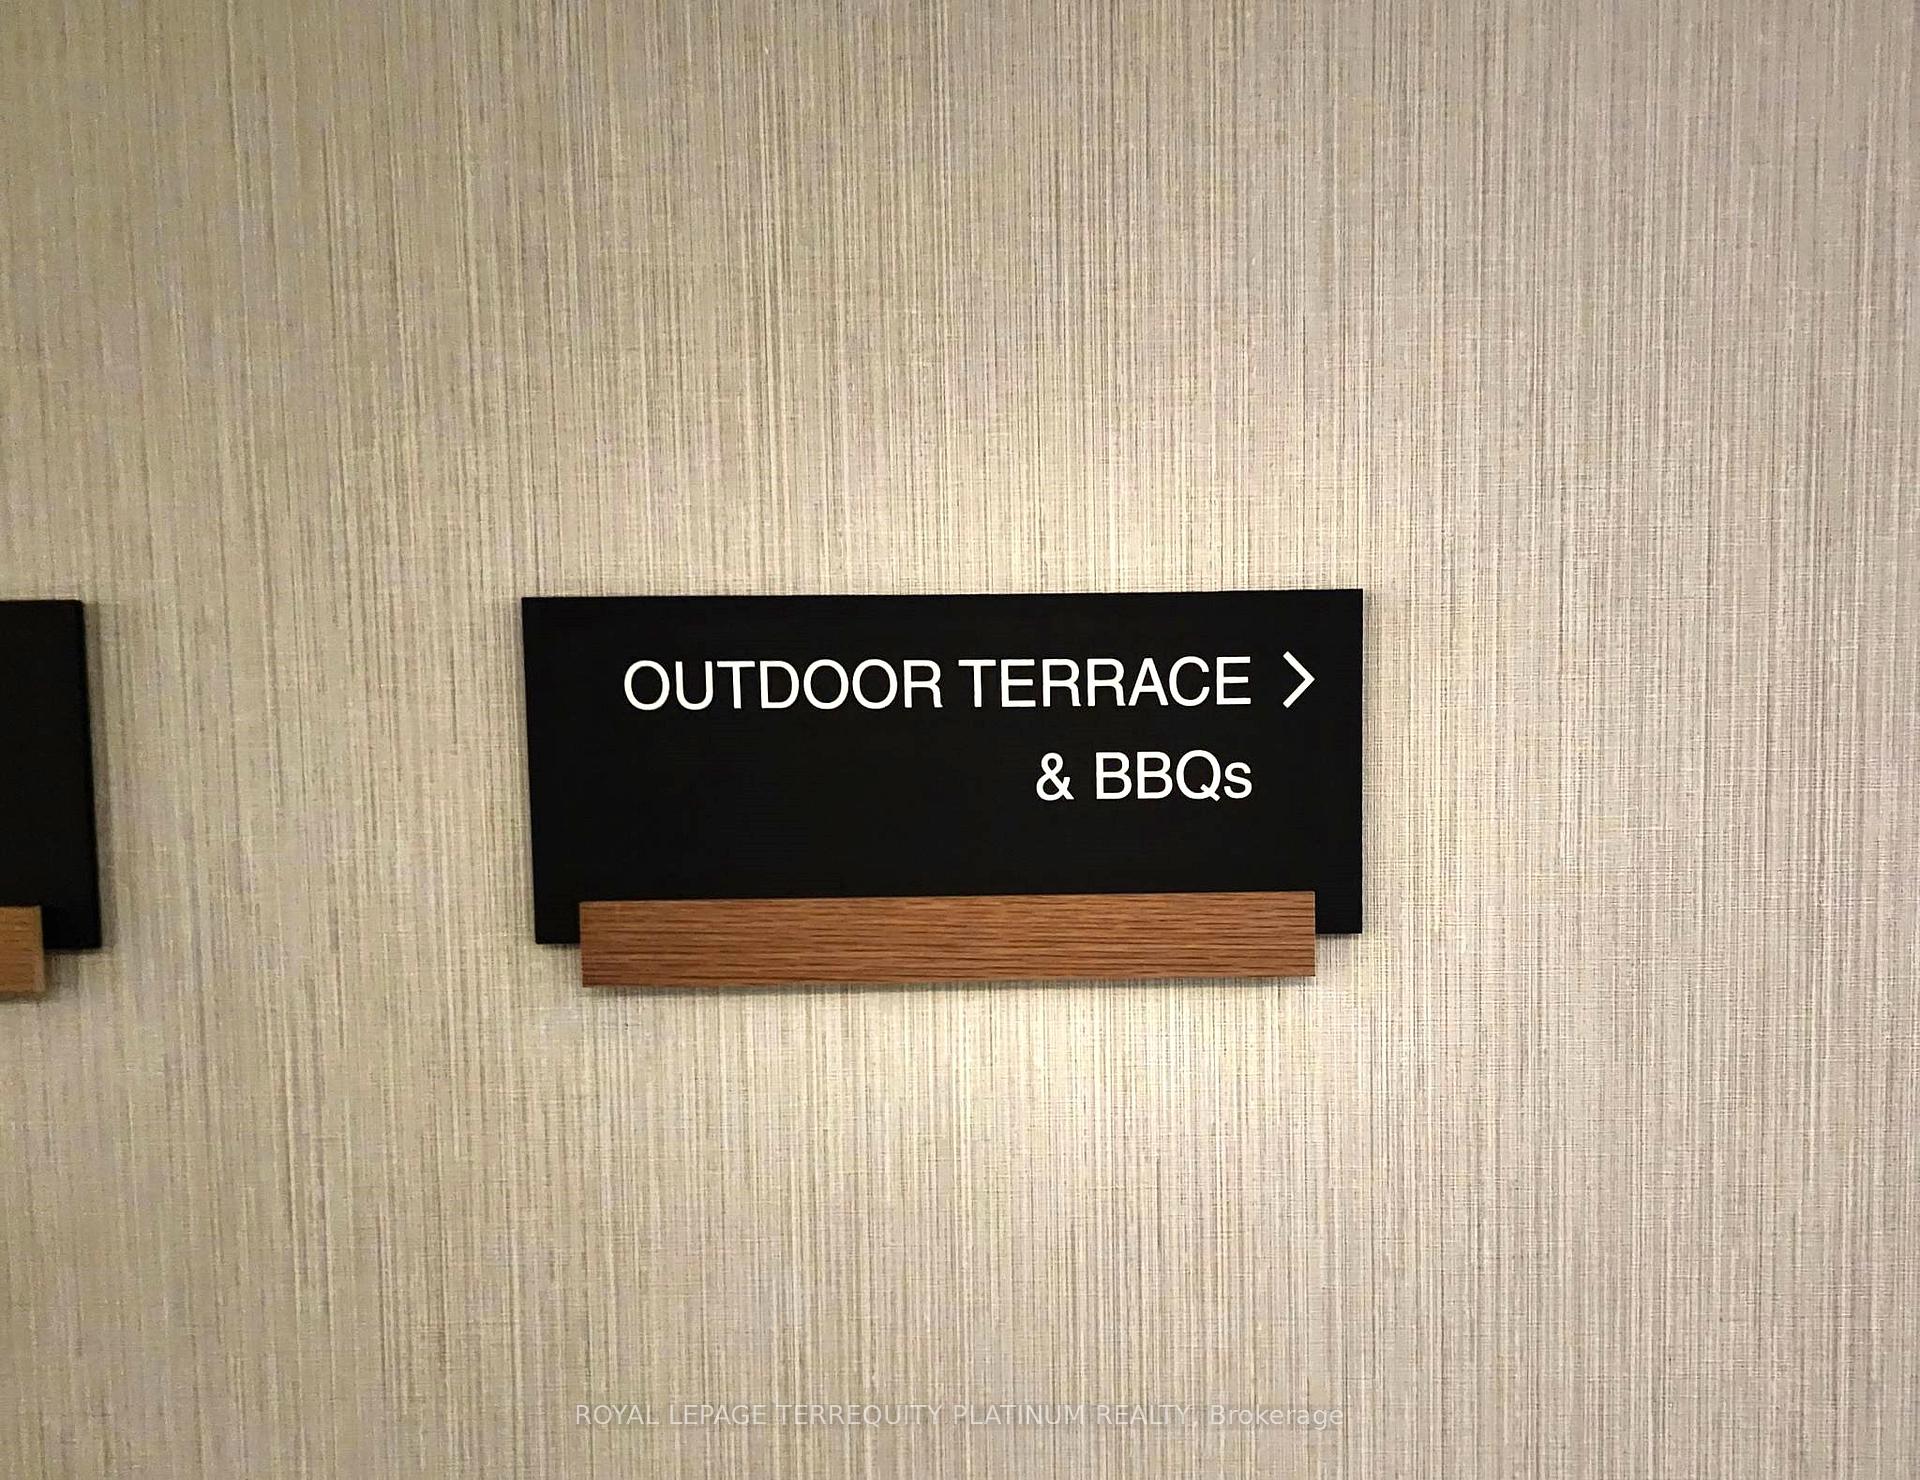 OUTDOOR TERRACE >
& BBQs
ROYAL LEPAGE TERREQUITY PLATINUM REALTY, Brokerage